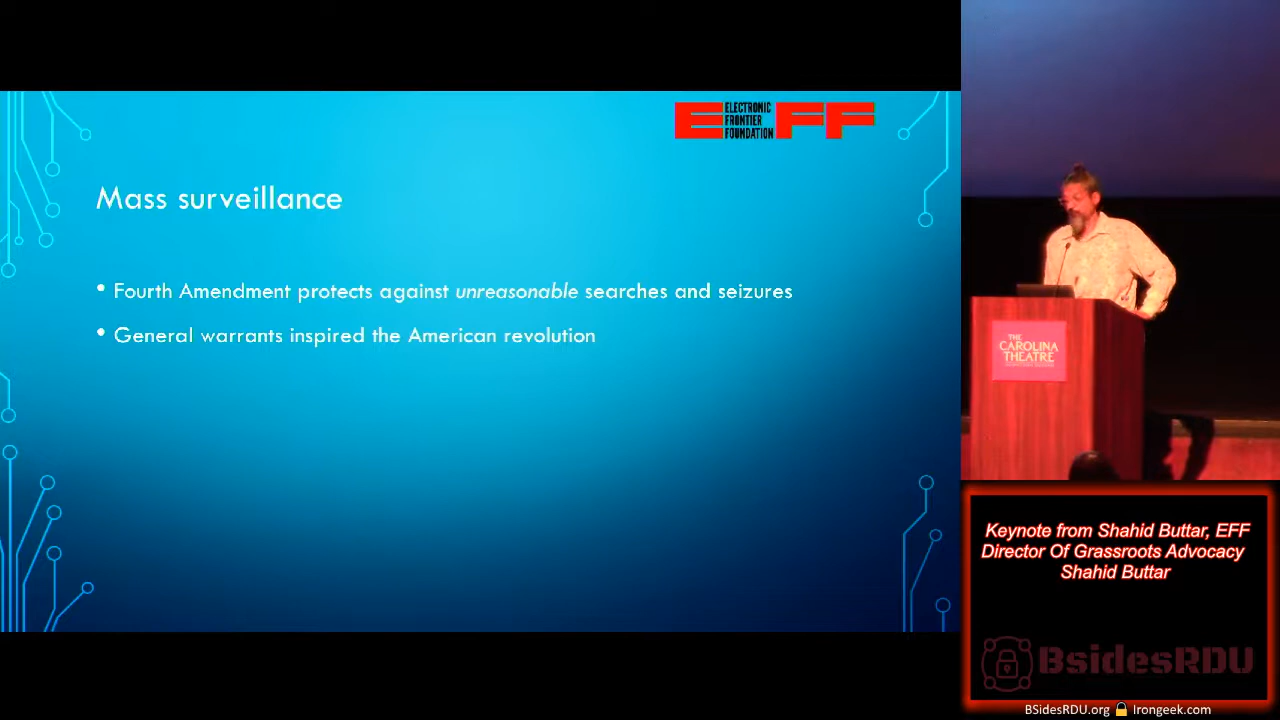 ELECTRONIC
FRONTIER
FOUNDATION
EFF
Mass surveillance
• Fourth Amendment protects against unreasonable searches and seizures
• General warrants inspired the American revolution
THE
CAROLINA
THEATRE
Keynote from Shahid Buttar, EFF
Director Of Grassroots Advocacy
Shahid Buttar
BsidesRDU
BSidesRDU.org Irongeek.com